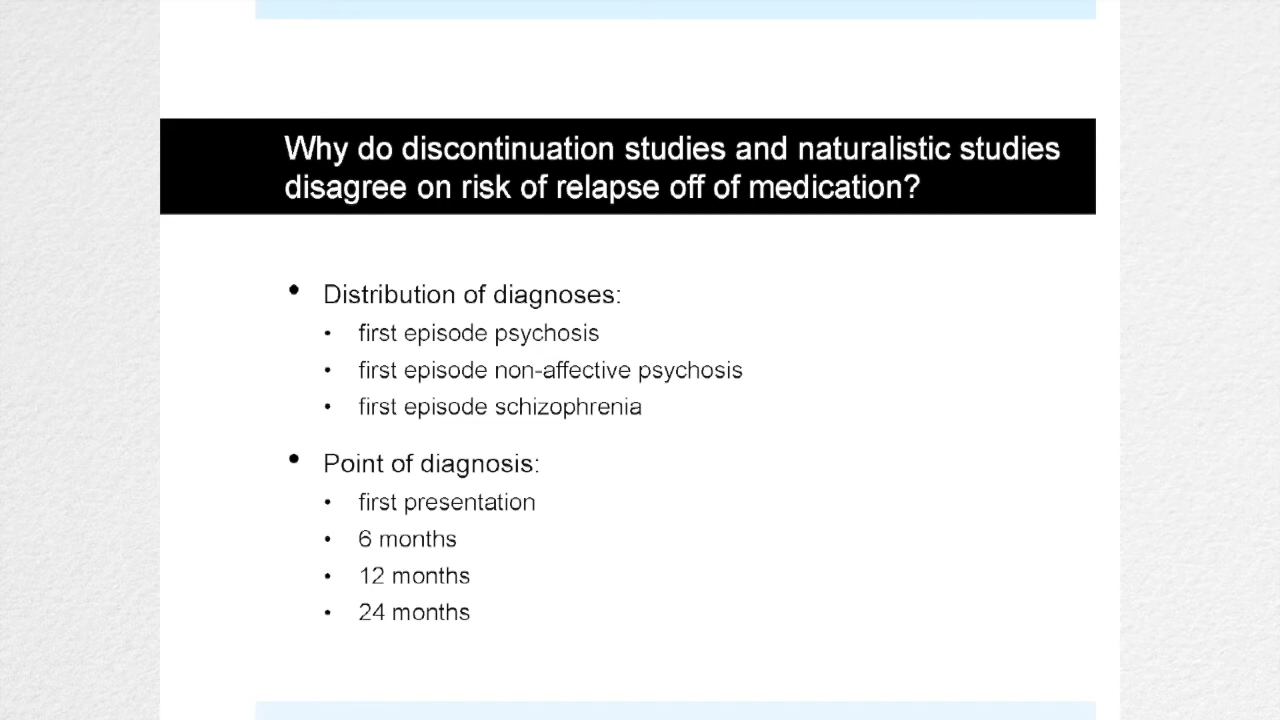 Why do discontinuation studies and naturalistic studies
disagree on risk of relapse off of medication?
• Distribution of diagnoses:
• first episode psychosis
• first episode non-affective psychosis
• first episode schizophrenia
• Point of diagnosis:
• first presentation
• 6 months
• 12 months
• 24 months